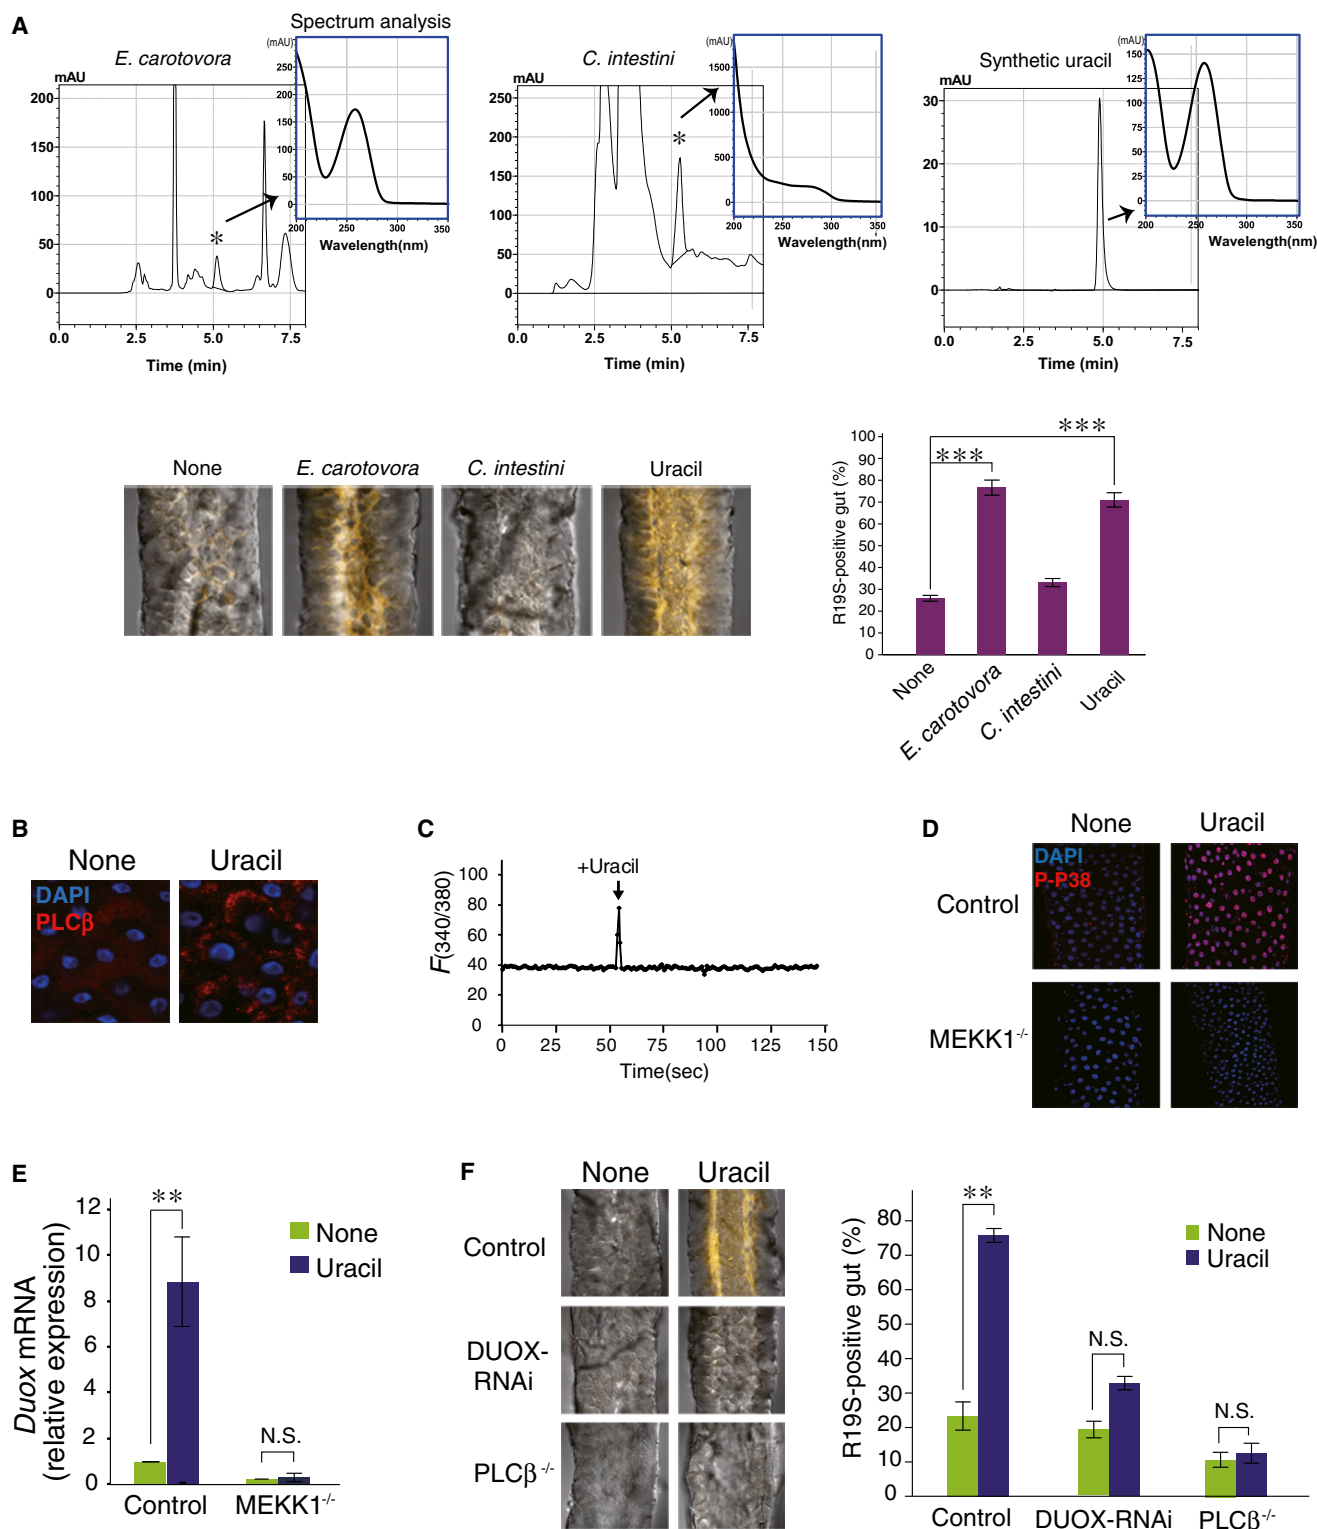 A
Spectrum analysis
E. carotovora
mAU
200
150
100
50
0
0.0 2.5 5.0 7.5
Time (min)
*
(mAU)
250
200
150
100
50
0
200 250 300 350
Wavelength(nm)
C. intestini
mAU
250
200
150
100
50
0
0.0 2.5 5.0 7.5
Time (min)
*
(mAU)
1500
1000
500
0
200 250 300 350
Wavelength(nm)
Synthetic uracil
mAU
30
20
10
0
0.0 2.5 5.0 7.5
Time (min)
(mAU)
150
125
100
75
50
25
0
200 250 300 350
Wavelength(nm)
None E. carotovora C. intestini Uracil
R19S-positive gut (%)
100
90
80
70
60
50
40
30
20
10
0
***
***
None
E. carotovora
C. intestini
Uracil
B
None Uracil
DAPI
PLCβ
C
F(340/380)
100
80
60
40
20
0
+Uracil
0 25 50 75 100 125 150
Time(sec)
D
None Uracil
DAPI
P-P38
Control
MEKK1-/-
E
Duox mRNA
(relative expression)
12
10
8
6
4
2
0
**
N.S.
None
Uracil
Control MEKK1-/-
F
None Uracil
Control
DUOX-
RNAi
PLCβ-/-
R19S-positive gut (%)
80
70
60
50
40
30
20
10
0
**
N.S.
N.S.
None
Uracil
Control DUOX-RNAi PLCβ-/-